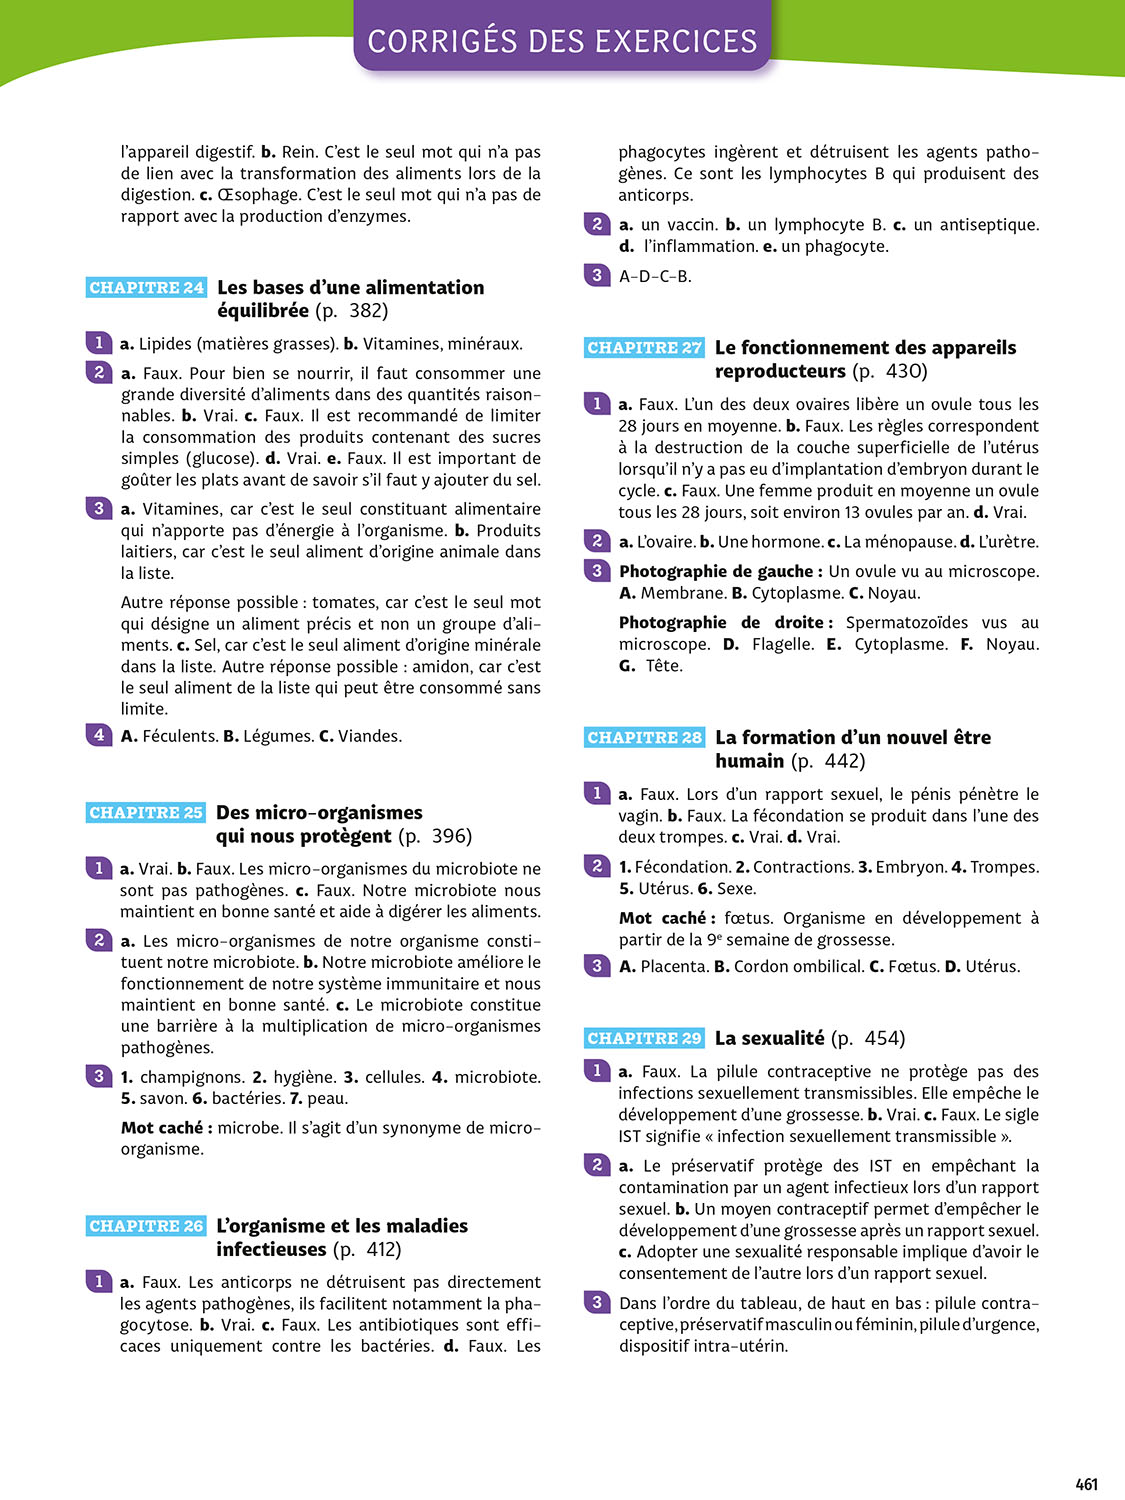 CORRIGÉS DES EXERCICES
l’appareil digestif. b. Rein. C’est le seul mot qui n’a pas
de lien avec la transformation des aliments lors de la
digestion. c. Œsophage. C’est le seul mot qui n’a pas de
rapport avec la production d’enzymes.
CHAPITRE 24 Les bases d’une alimentation
équilibrée (p. 382)
1 a. Lipides (matières grasses). b. Vitamines, minéraux.
2 a. Faux. Pour bien se nourrir, il faut consommer une
grande diversité d’aliments dans des quantités raison-
nables. b. Vrai. c. Faux. Il est recommandé de limiter
la consommation des produits contenant des sucres
simples (glucose). d. Vrai. e. Faux. Il est important de
goûter les plats avant de savoir s’il faut y ajouter du sel.
3 a. Vitamines, car c’est le seul constituant alimentaire
qui n’apporte pas d’énergie à l’organisme. b. Produits
laitiers, car c’est le seul aliment d’origine animale dans
la liste.
Autre réponse possible : tomates, car c’est le seul mot
qui désigne un aliment précis et non un groupe d’ali-
ments. c. Sel, car c’est le seul aliment d’origine minérale
dans la liste. Autre réponse possible : amidon, car c’est
le seul aliment de la liste qui peut être consommé sans
limite.
4 A. Féculents. B. Légumes. C. Viandes.
CHAPITRE 25 Des micro-organismes
qui nous protègent (p. 396)
1 a. Vrai. b. Faux. Les micro-organismes du microbiote ne
sont pas pathogènes. c. Faux. Notre microbiote nous
maintient en bonne santé et aide à digérer les aliments.
2 a. Les micro-organismes de notre organisme consti-
tuent notre microbiote. b. Notre microbiote améliore le
fonctionnement de notre système immunitaire et nous
maintient en bonne santé. c. Le microbiote constitue
une barrière à la multiplication de micro-organismes
pathogènes.
3 1. champignons. 2. hygiène. 3. cellules. 4. microbiote.
5. savon. 6. bactéries. 7. peau.
Mot caché : microbe. Il s’agit d’un synonyme de micro-
organisme.
CHAPITRE 26 L’organisme et les maladies
infectieuses (p. 412)
1 a. Faux. Les anticorps ne détruisent pas directement
les agents pathogènes, ils facilitent notamment la pha-
gocytose. b. Vrai. c. Faux. Les antibiotiques sont effi-
caces uniquement contre les bactéries. d. Faux. Les
phagocytes ingèrent et détruisent les agents patho-
gènes. Ce sont les lymphocytes B qui produisent des
anticorps.
2 a. un vaccin. b. un lymphocyte B. c. un antiseptique.
d. l’inflammation. e. un phagocyte.
3 A-D-C-B.
CHAPITRE 27 Le fonctionnement des appareils
reproducteurs (p. 430)
1 a. Faux. L’un des deux ovaires libère un ovule tous les
28 jours en moyenne. b. Faux. Les règles correspondent
à la destruction de la couche superficielle de l’utérus
lorsqu’il n’y a pas eu d’implantation d’embryon durant le
cycle. c. Faux. Une femme produit en moyenne un ovule
tous les 28 jours, soit environ 13 ovules par an. d. Vrai.
2 a. L’ovaire. b. Une hormone. c. La ménopause. d. L’urètre.
3 Photographie de gauche : Un ovule vu au microscope.
A. Membrane. B. Cytoplasme. C. Noyau.
Photographie de droite : Spermatozoïdes vus au
microscope. D. Flagelle. E. Cytoplasme. F. Noyau.
G. Tête.
CHAPITRE 28 La formation d’un nouvel être
humain (p. 442)
1 a. Faux. Lors d’un rapport sexuel, le pénis pénètre le
vagin. b. Faux. La fécondation se produit dans l’une des
deux trompes. c. Vrai. d. Vrai.
2 1. Fécondation. 2. Contractions. 3. Embryon. 4. Trompes.
5. Utérus. 6. Sexe.
Mot caché : fœtus. Organisme en développement à
partir de la 9e semaine de grossesse.
3 A. Placenta. B. Cordon ombilical. C. Fœtus. D. Utérus.
CHAPITRE 29 La sexualité (p. 454)
1 a. Faux. La pilule contraceptive ne protège pas des
infections sexuellement transmissibles. Elle empêche le
développement d’une grossesse. b. Vrai. c. Faux. Le sigle
IST signifie « infection sexuellement transmissible ».
2 a. Le préservatif protège des IST en empêchant la
contamination par un agent infectieux lors d’un rapport
sexuel. b. Un moyen contraceptif permet d’empêcher le
développement d’une grossesse après un rapport sexuel.
c. Adopter une sexualité responsable implique d’avoir le
consentement de l’autre lors d’un rapport sexuel.
3 Dans l’ordre du tableau, de haut en bas : pilule contra-
ceptive, préservatif masculin ou féminin, pilule d’urgence,
dispositif intra-utérin.
461